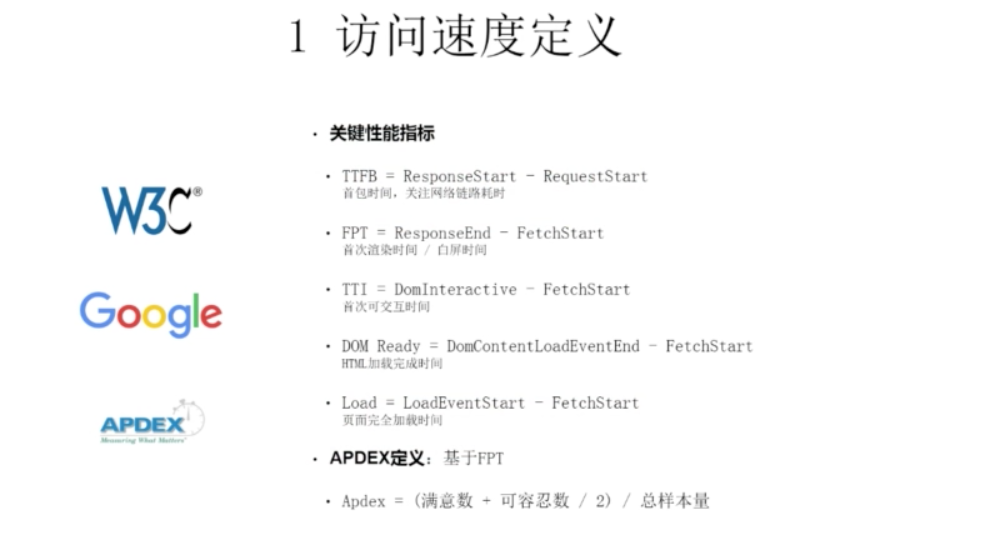 1 访问速度定义
· 关键性能指标
· TTFB = ResponseStart - RequestStart
首包时间，关注网络链路耗时
W3C®
· FPT = ResponseEnd - FetchStart
首次渲染时间 / 白屏时间
· TTI = DomInteractive - FetchStart
首次可交互时间
Google
· DOM Ready = DomContentLoadEventEnd - FetchStart
HTML加载完成时间
· Load = LoadEventStart - FetchStart
页面完全加载时间
APDEX
Measuring What Matters
· APDEX定义：基于FPT
· Apdex = (满意数 + 可容忍数 / 2) / 总样本量